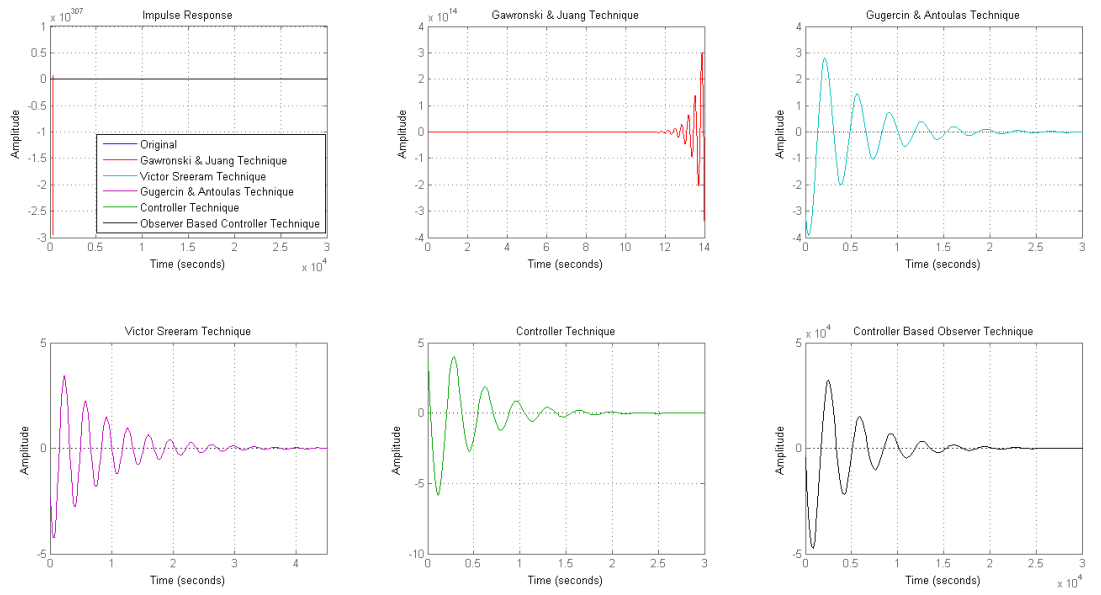 Impulse Response
x 10^307
1
0.5
0
-0.5
-1
-1.5
-2
-2.5
-3
Amplitude
Original
Gawronski & Juang Technique
Victor Sreeram Technique
Gugercin & Antoulas Technique
Controller Technique
Observer Based Controller Technique
0 0.5 1 1.5 2 2.5 3
Time (seconds)
x 10^4
Gawronski & Juang Technique
x 10^14
4
3
2
1
0
-1
-2
-3
-4
Amplitude
0 2 4 6 8 10 12 14
Time (seconds)
Gugercin & Antoulas Technique
4
3
2
1
0
-1
-2
-3
-4
Amplitude
0 0.5 1 1.5 2 2.5 3
Time (seconds)
Victor Sreeram Technique
5
0
-5
Amplitude
0 1 2 3 4
Time (seconds)
Controller Technique
5
0
-5
-10
Amplitude
0 0.5 1 1.5 2 2.5 3
Time (seconds)
Controller Based Observer Technique
x 10^4
5
0
-5
Amplitude
0 0.5 1 1.5 2 2.5 3
Time (seconds)
x 10^4